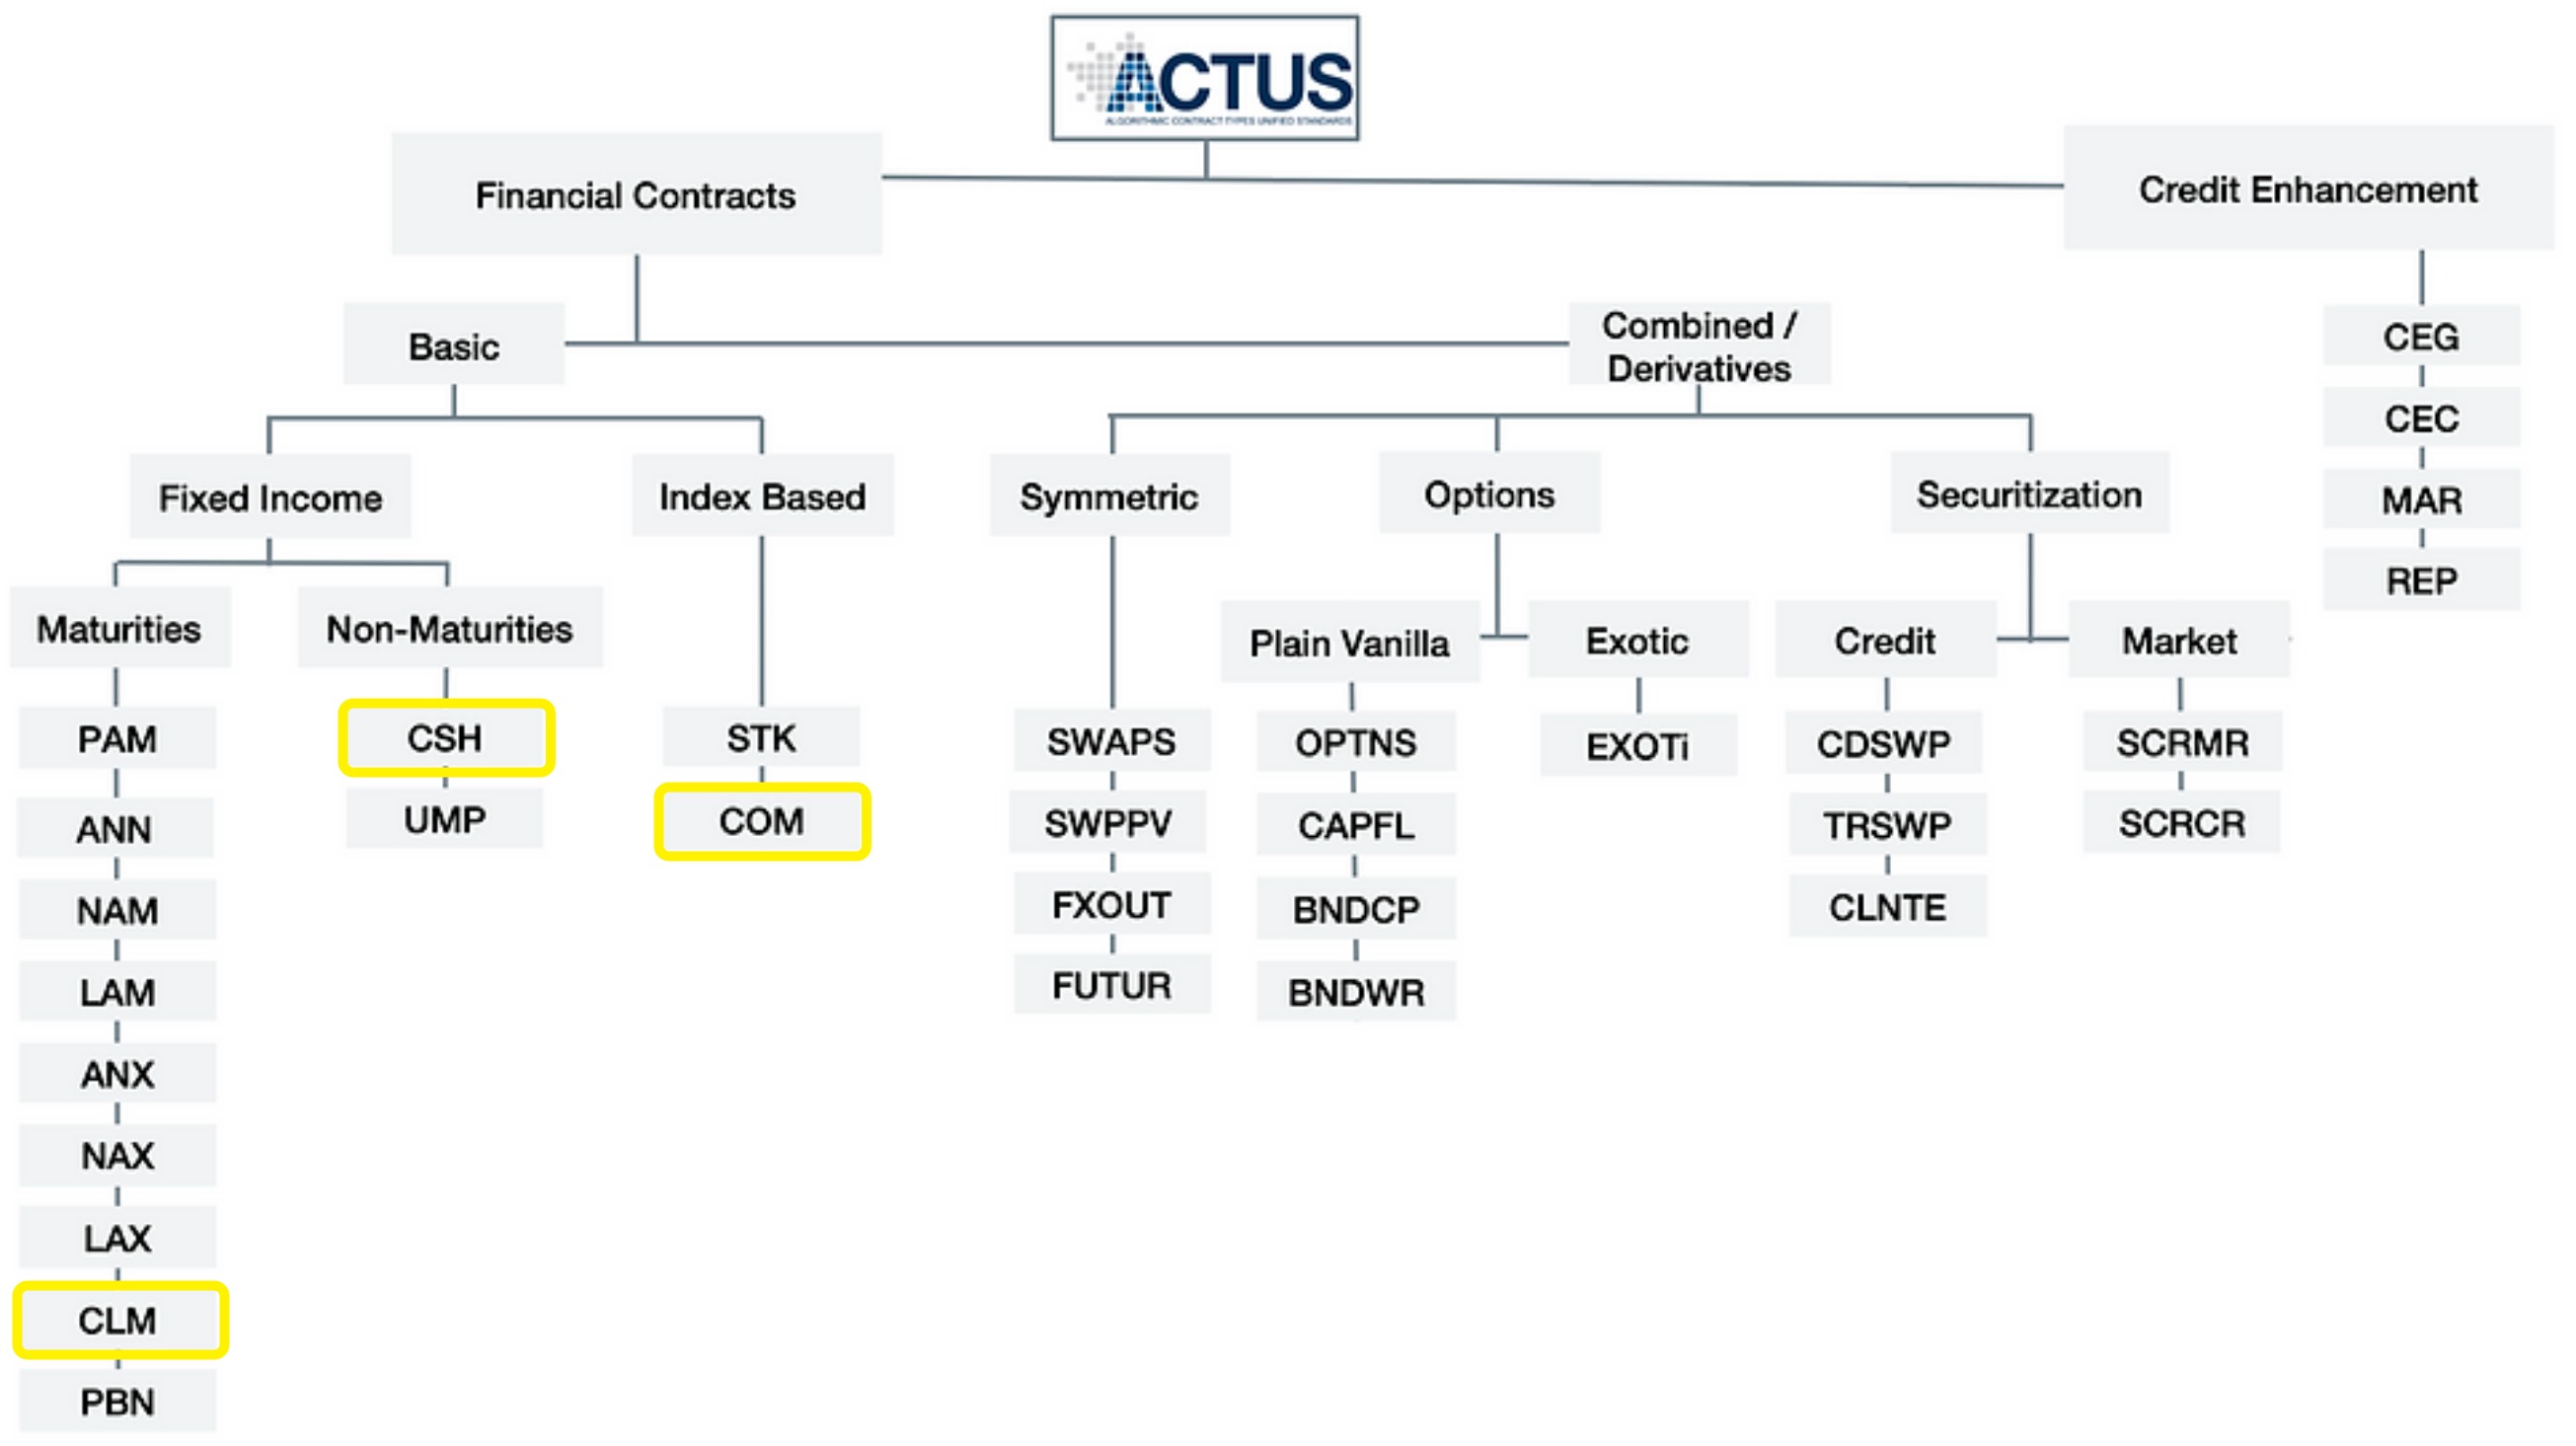 ACTUS
ALGORITHMIC CONTRACT TYPES UNIFIED STANDARDS
Financial Contracts
Credit Enhancement
Basic
Combined /
Derivatives
CEG
CEC
MAR
REP
Fixed Income
Index Based
Symmetric
Options
Securitization
Maturities
Non-Maturities
Plain Vanilla
Exotic
Credit
Market
PAM
ANN
NAM
LAM
ANX
NAX
LAX
CLM
PBN
CSH
UMP
STK
COM
SWAPS
SWPPV
FXOUT
FUTUR
OPTNS
CAPFL
BNDCP
BNDWR
EXOTi
CDSWP
TRSWP
CLNTE
SCRMR
SCRCR